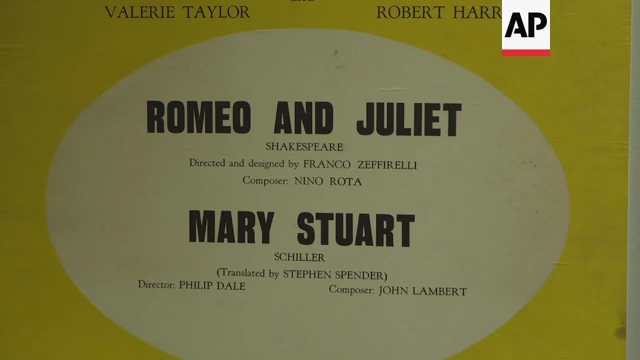 VALERIE TAYLOR
AP
ROMEO AND JULIET
SHAKESPEARE
Directed and designed by FRANCO ZEFFIRELLI
Composer: NINO ROTA
MARY STUART
SCHILLER
(Translated by STEPHEN SPENDER)
Director: PHILIP DALE Composer: JOHN LAMBERT